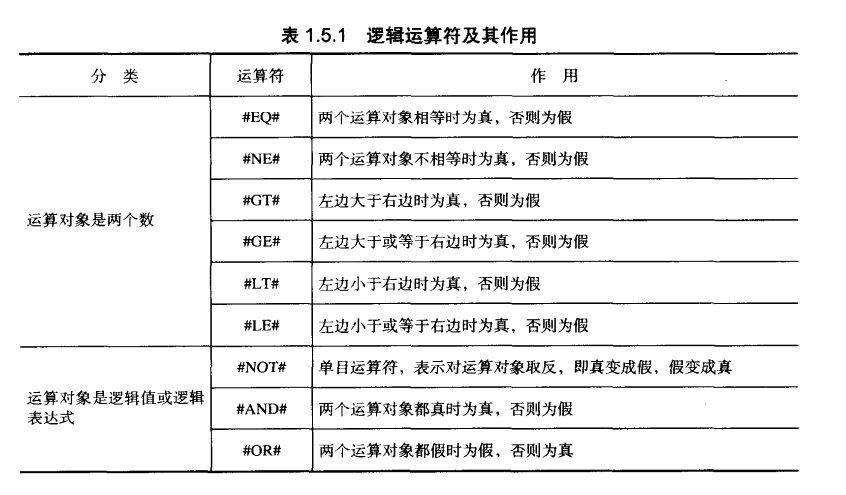 表 1.5.1 逻辑运算符及其作用
分 类 运算符 作 用
运算对象是两个数
#EQ# 两个运算对象相等时为真，否则为假
#NE# 两个运算对象不相等时为真，否则为假
#GT# 左边大于右边时为真，否则为假
#GE# 左边大于或等于右边时为真，否则为假
#LT# 左边小于右边时为真，否则为假
#LE# 左边小于或等于右边时为真，否则为假
运算对象是逻辑值或逻辑
表达式
#NOT# 单目运算符，表示对运算对象取反，即真变成假，假变成真
#AND# 两个运算对象都真时为真，否则为假
#OR# 两个运算对象都假时为假，否则为真